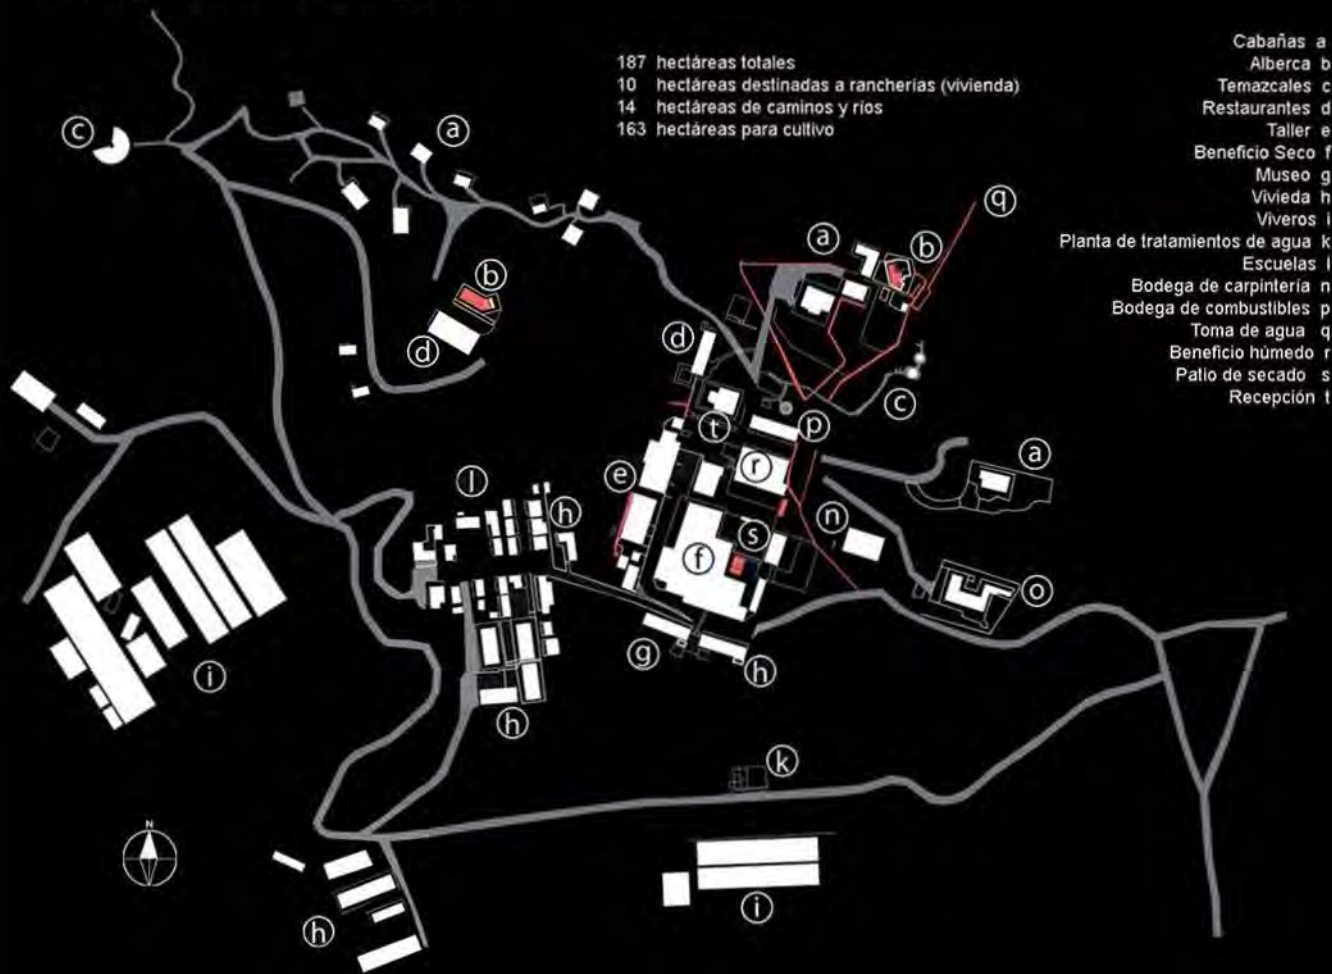 187 hectáreas totales
10 hectáreas destinadas a rancherías (vivienda)
14 hectáreas de caminos y ríos
163 hectáreas para cultivo
Cabañas a
Alberca b
Temazcales c
Restaurantes d
Taller e
Beneficio Seco f
Museo g
Vivieda h
Viveros i
Planta de tratamientos de agua k
Escuelas l
Bodega de carpintería n
Bodega de combustibles p
Toma de agua q
Beneficio húmedo r
Patio de secado s
Recepción t
c
a
q
a
b
b
d
d
c
t
p
a
e
r
l
h
n
s
f
o
g
h
i
h
k
N
h
i